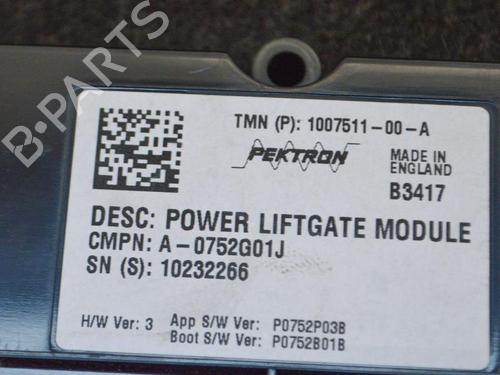 B-PARTS
TMN (P): 1007511-00-A
PEKTRON
MADE IN
ENGLAND
B3417
DESC: POWER LIFTGATE MODULE
CMPN: A-0752G01J
SN (S): 10232266
H/W Ver: 3 App S/W Ver: P0752P03B
Boot S/W Ver: P0752B01B